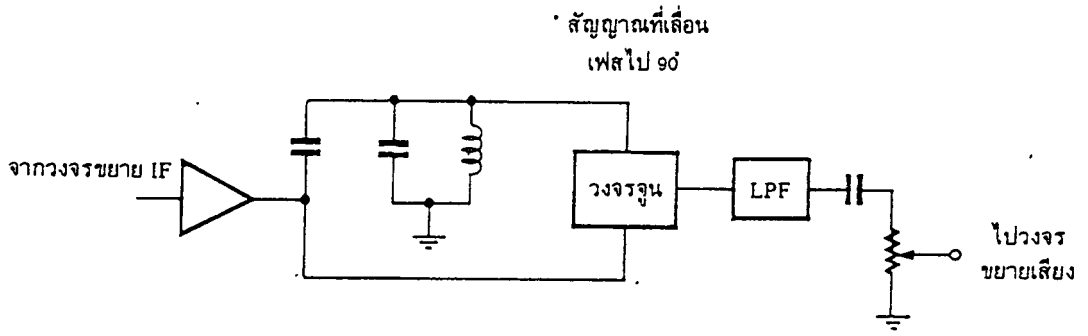 สัญญาณที่เลื่อน
เฟสไป 90°
จากวงจรขยาย IF
วงจรจูน
LPF
ไปวงจร
ขยายเสียง